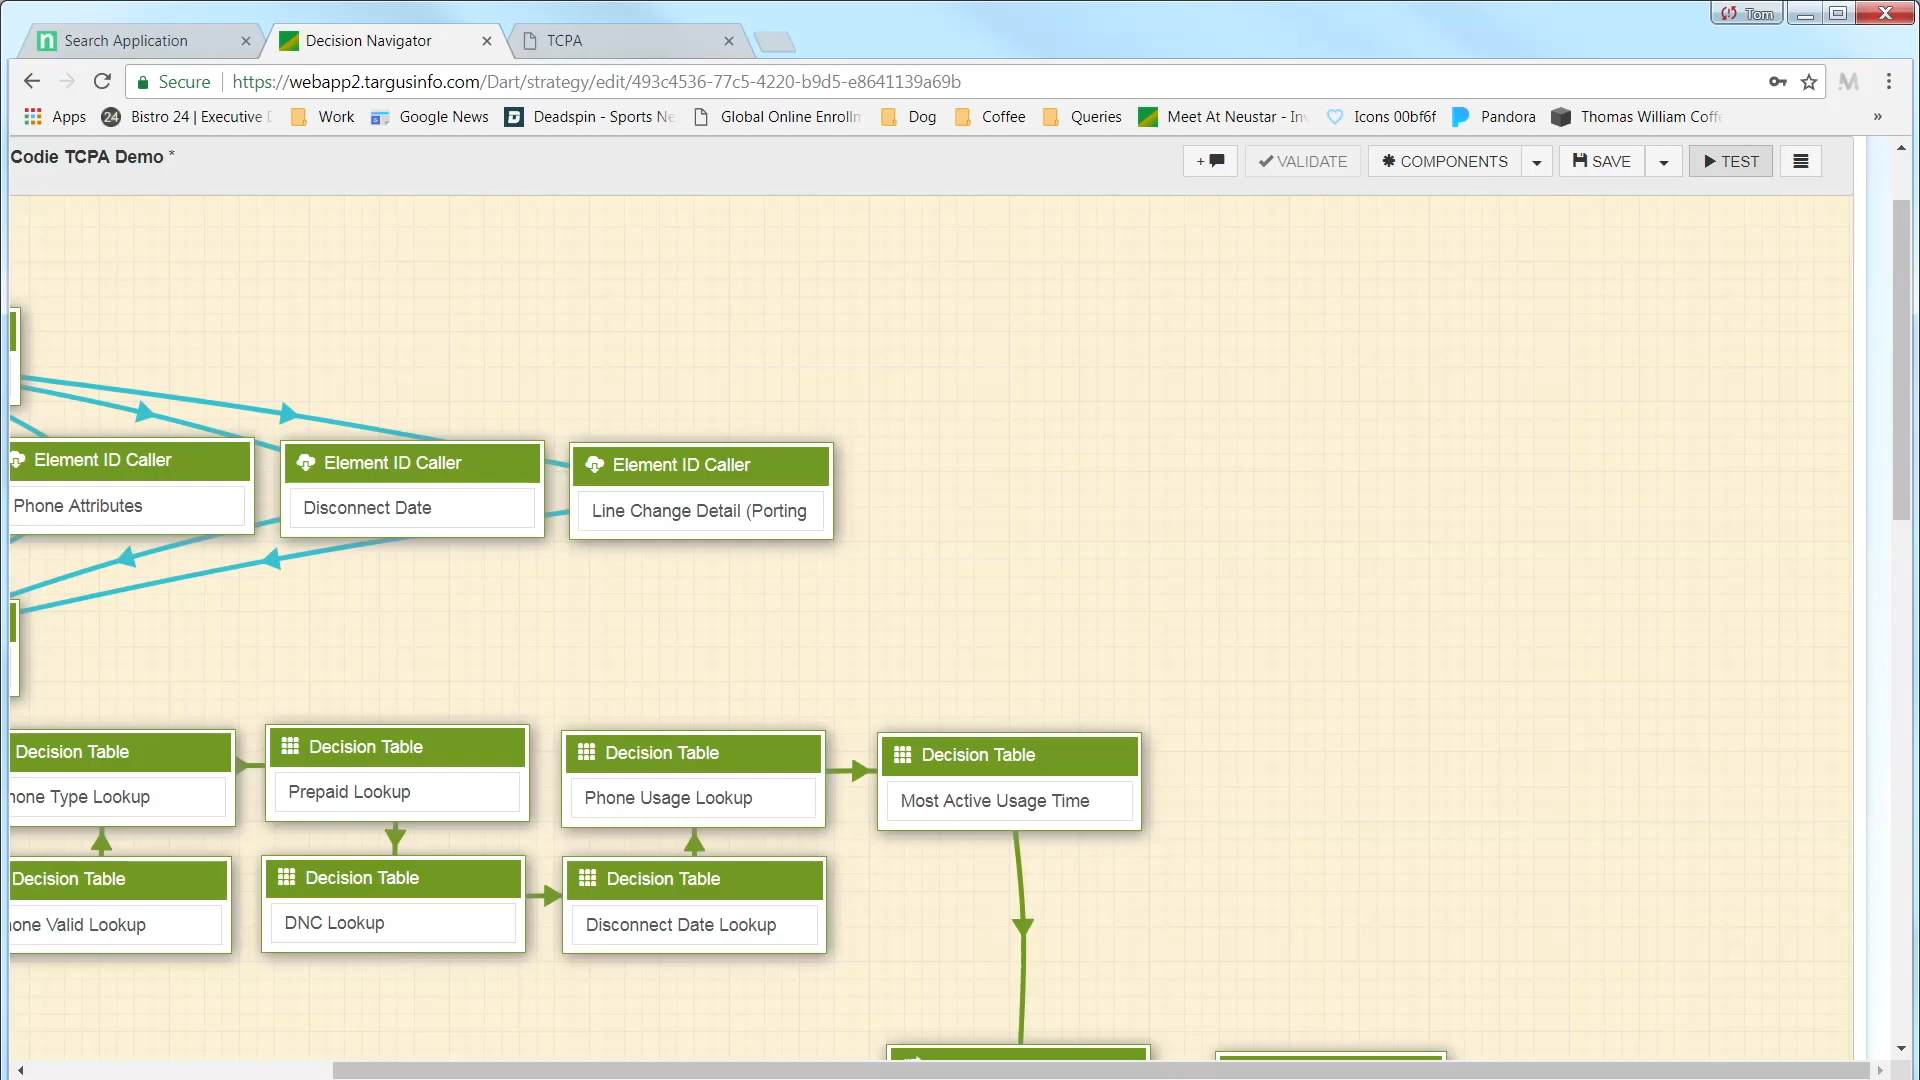 Tom
Search Application
Decision Navigator
TCPA
Secure
https://webapp2.targusinfo.com/Dart/strategy/edit/493c4536-77c5-4220-b9d5-e8641139a69b
Apps
24
Bistro 24 | Executive
Work
Google News
Deadspin - Sports Ne
Global Online Enrollm
Dog
Coffee
Queries
Meet At Neustar - In
Icons 00bf6f
Pandora
Thomas William Coff
»
Codie TCPA Demo *
+
VALIDATE
COMPONENTS
SAVE
TEST
Element ID Caller
Phone Attributes
Element ID Caller
Disconnect Date
Element ID Caller
Line Change Detail (Porting
Decision Table
hone Type Lookup
Decision Table
Prepaid Lookup
Decision Table
Phone Usage Lookup
Decision Table
Most Active Usage Time
Decision Table
hone Valid Lookup
Decision Table
DNC Lookup
Decision Table
Disconnect Date Lookup